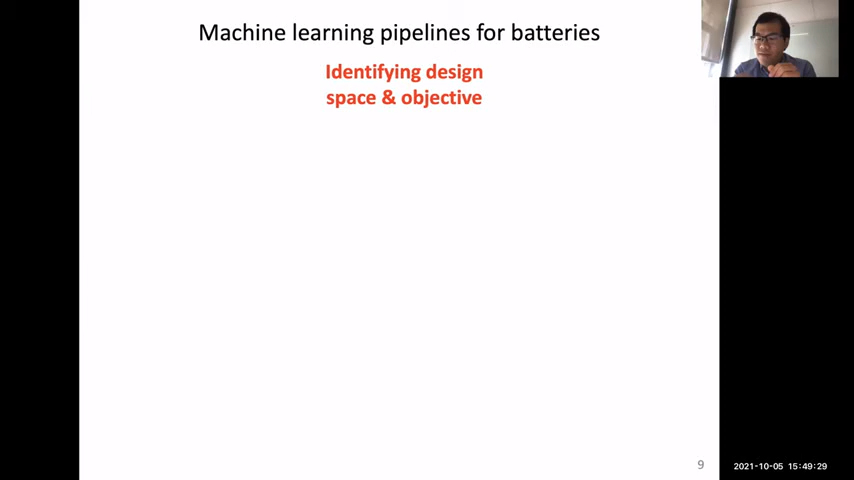 Machine learning pipelines for batteries
Identifying design
space & objective
9
2021-10-05 15:49:29